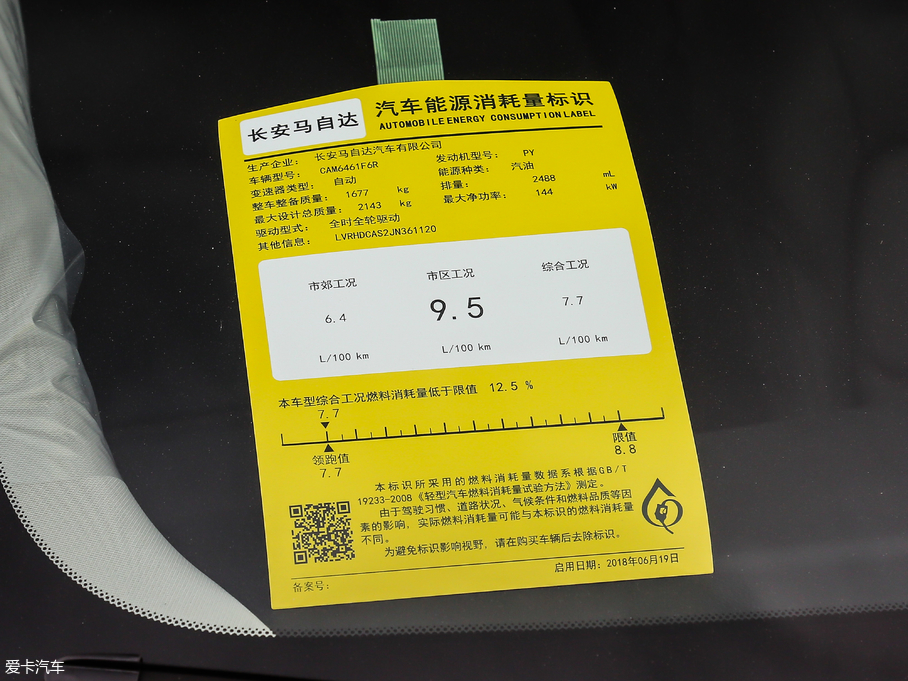 长安马自达
汽车能源消耗量标识
AUTOMOBILE ENERGY CONSUMPTION LABEL
生产企业： 长安马自达汽车有限公司
车辆型号： CAM6461F6R
发动机型号： PY
变速器类型： 自动
能源种类： 汽油
整车整备质量： 1677 kg
排量： 2488 mL
最大设计总质量： 2143 kg
最大净功率： 144 kW
驱动型式： 全时全轮驱动
其他信息： LVRHDCAS2JN361120
市郊工况 市区工况 综合工况
6.4 9.5 7.7
L/100 km L/100 km L/100 km
本车型综合工况燃料消耗量低于限值 12.5 %
7.7
领跑值 限值
7.7 8.8
本标识所采用的燃料消耗量数据系根据GB/T
19233-2008《轻型汽车燃料消耗量试验方法》测定。
由于驾驶习惯、道路状况、气候条件和燃料品质等因
素的影响，实际燃料消耗量可能与本标识的燃料消耗量
不同。
为避免标识影响视野，请在购买车辆后去除标识。
备案号：
启用日期：2018年06月19日
爱卡汽车